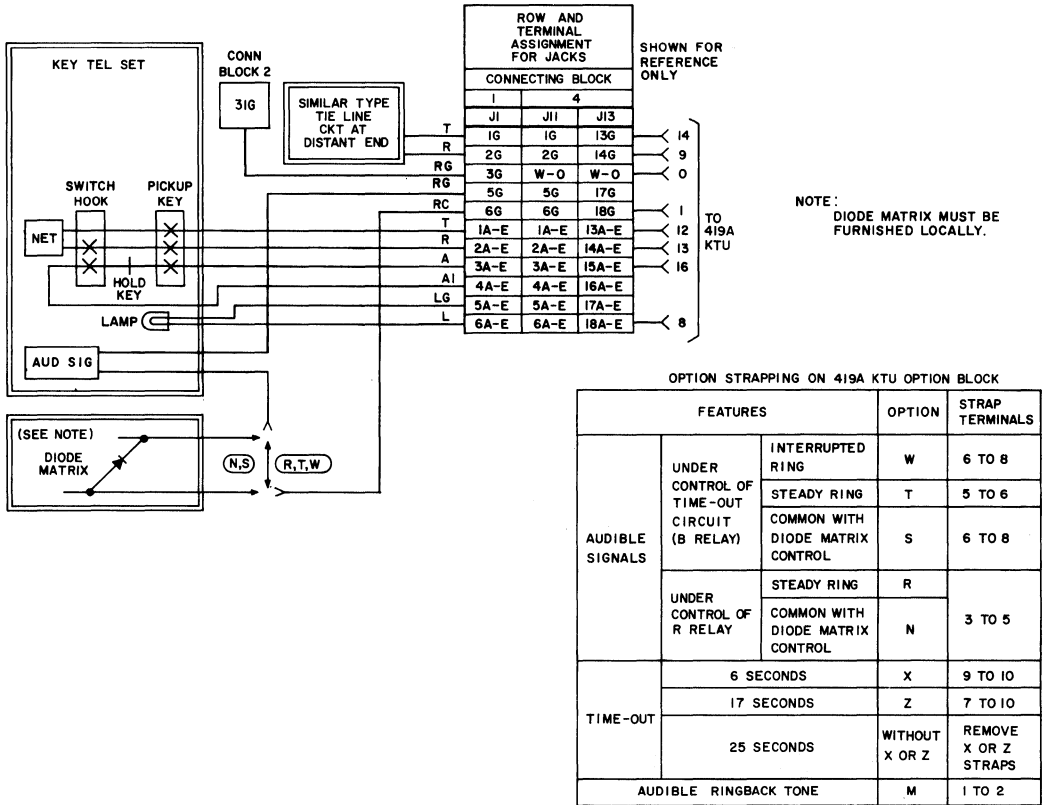 KEY TEL SET
CONN
BLOCK 2
31G
SIMILAR TYPE
TIE LINE
CKT AT
DISTANT END
SWITCH
HOOK
PICKUP
KEY
NET
HOLD
KEY
LAMP
AUD SIG
(SEE NOTE)
DIODE
MATRIX
N,S
R,T,W
T
R
RG
RG
RC
T
R
A
A1
LG
L
ROW AND
TERMINAL
ASSIGNMENT
FOR JACKS
CONNECTING BLOCK
1 4
J1 J11 J13
1G 1G 13G
2G 2G 14G
3G W-O W-O
5G 5G 17G
6G 6G 18G
1A-E 1A-E 13A-E
2A-E 2A-E 14A-E
3A-E 3A-E 15A-E
4A-E 4A-E 16A-E
5A-E 5A-E 17A-E
6A-E 6A-E 18A-E
SHOWN FOR
REFERENCE
ONLY
14
9
0
1
12
13
16
8
TO
419A
KTU
NOTE:
DIODE MATRIX MUST BE
FURNISHED LOCALLY.
OPTION STRAPPING ON 419A KTU OPTION BLOCK
FEATURES OPTION STRAP
TERMINALS
AUDIBLE
SIGNALS
UNDER
CONTROL OF
TIME-OUT
CIRCUIT
(B RELAY)
INTERRUPTED
RING
W 6 TO 8
STEADY RING T 5 TO 6
COMMON WITH
DIODE MATRIX
CONTROL
S 6 TO 8
UNDER
CONTROL OF
R RELAY
STEADY RING R
COMMON WITH
DIODE MATRIX
CONTROL
N
3 TO 5
TIME-OUT
6 SECONDS X 9 TO 10
17 SECONDS Z 7 TO 10
25 SECONDS
WITHOUT
X OR Z
REMOVE
X OR Z
STRAPS
AUDIBLE RINGBACK TONE M 1 TO 2